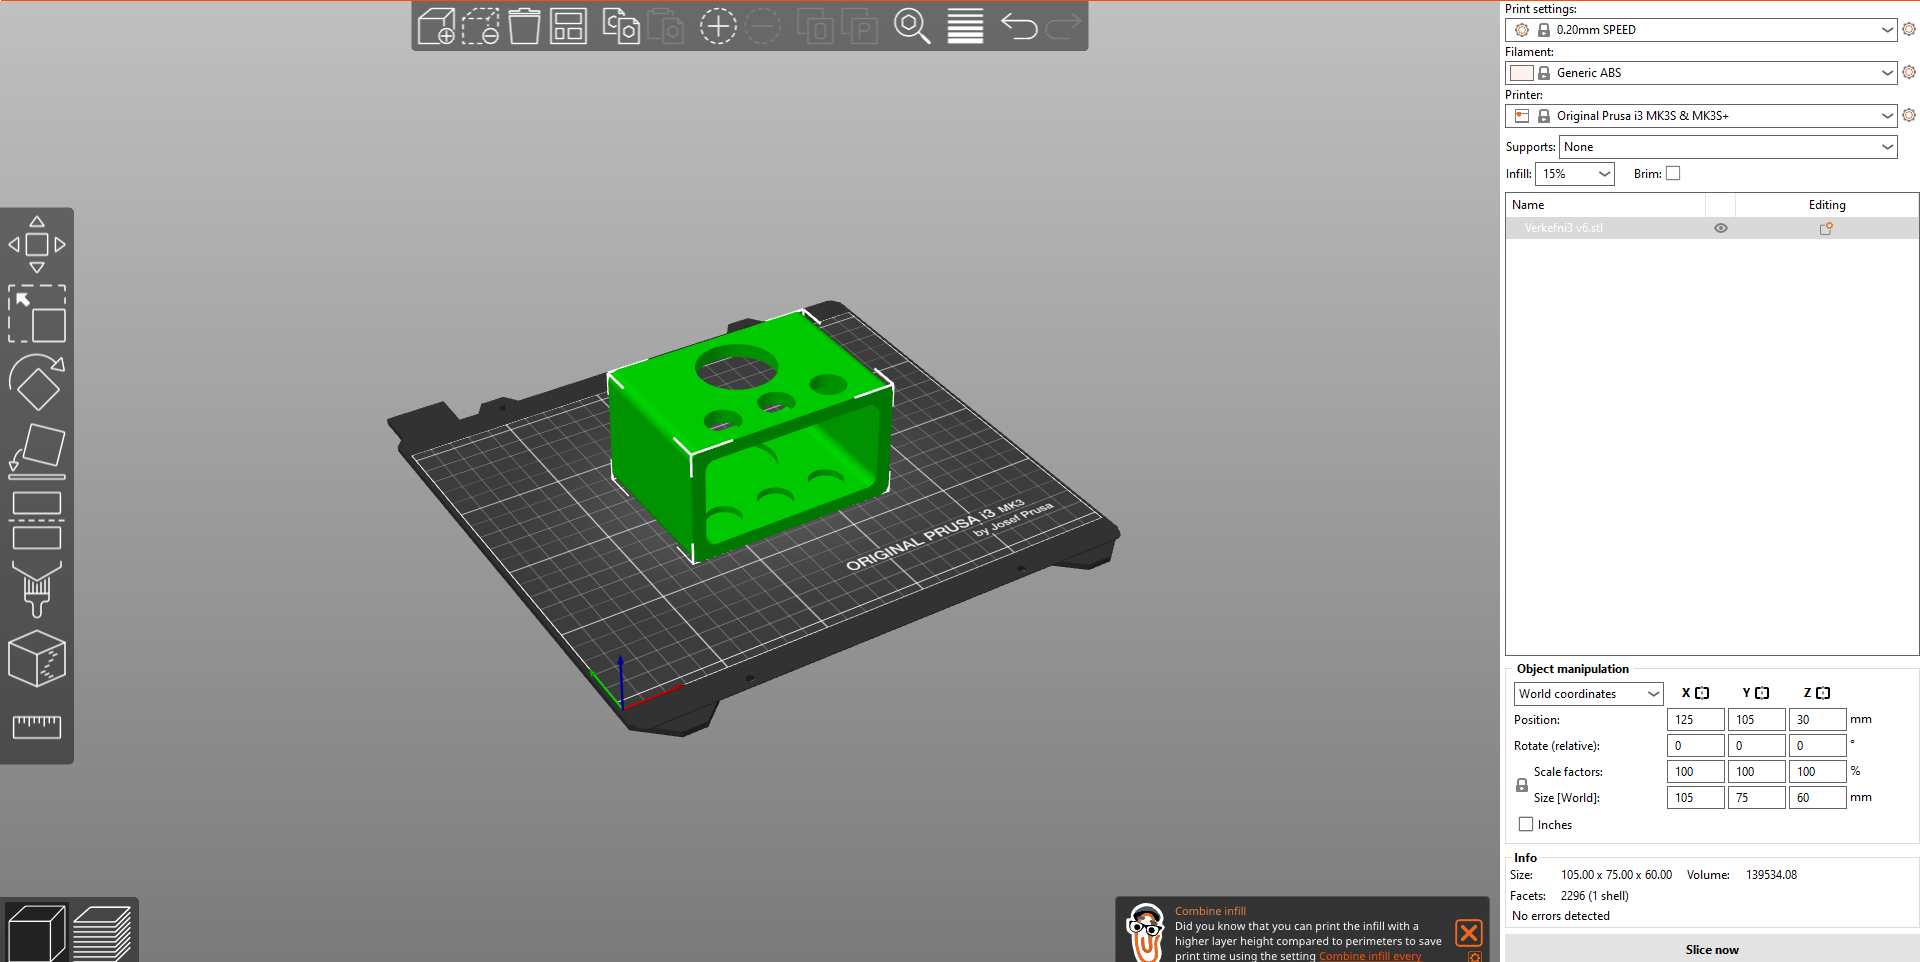 Print settings:
0.20mm SPEED
Filament:
Generic ABS
Printer:
Original Prusa i3 MK3S & MK3S+
Supports: None
Infill: 15% Brim:
Name Editing
Verkefni3 v6.stl
ORIGINAL PRUSA i3 MK3
by Josef Prusa
Object manipulation
World coordinates X Y Z
Position: 125 105 30 mm
Rotate (relative): 0 0 0 °
Scale factors: 100 100 100 %
Size [World]: 105 75 60 mm
Inches
Info
Size: 105.00 x 75.00 x 60.00 Volume: 139534.08
Facets: 2296 (1 shell)
No errors detected
Slice now
Combine infill
Did you know that you can print the infill with a
higher layer height compared to perimeters to save
print time using the setting Combine infill every